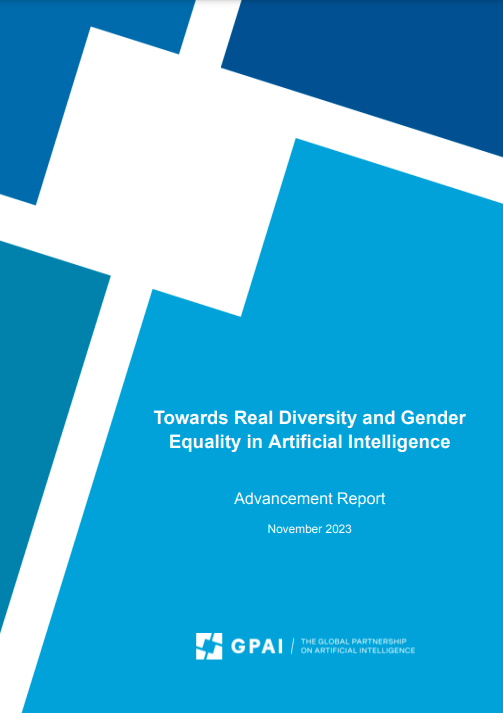 Towards Real Diversity and Gender
Equality in Artificial Intelligence
Advancement Report
November 2023
GPAI
THE GLOBAL PARTNERSHIP
ON ARTIFICIAL INTELLIGENCE